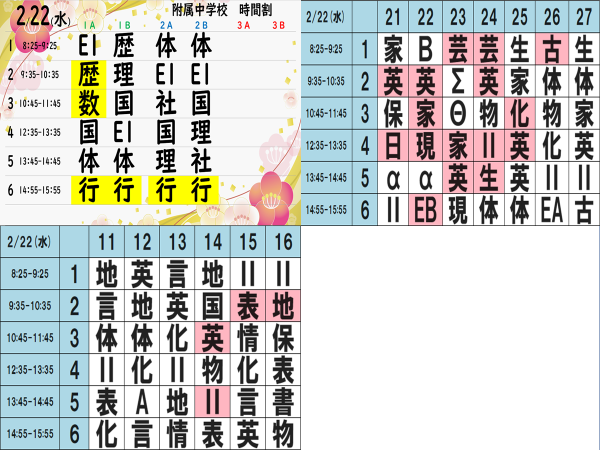 2/22(水) 附属中学校 時間割
1A 1B 2A 2B 3A 3B
1 8:25-9:25 EI 歴 体 体
2 9:35-10:35 歴 理 EI EI
3 10:45-11:45 数 国 社 国
4 12:35-13:35 国 EI 国 理
5 13:45-14:45 体 体 理 社
6 14:55-15:55 行 行 行 行
2/22(水) 21 22 23 24 25 26 27
8:25-9:25 1 家 B 芸 芸 生 古 生
9:35-10:35 2 英 英 Σ 英 家 体 体
10:45-11:45 3 保 家 Θ 物 化 物 家
12:35-13:35 4 日 現 家 II 英 化 英
13:45-14:45 5 α α 英 生 英 II II
14:55-15:55 6 II EB 現 体 体 EA 古
2/22(水) 11 12 13 14 15 16
8:25-9:25 1 地 英 言 地 II II
9:35-10:35 2 言 地 英 国 表 地
10:45-11:45 3 体 体 化 英 情 保
12:35-13:35 4 II 化 II 物 化 表
13:45-14:45 5 表 A 地 II 言 書
14:55-15:55 6 化 言 情 表 英 物